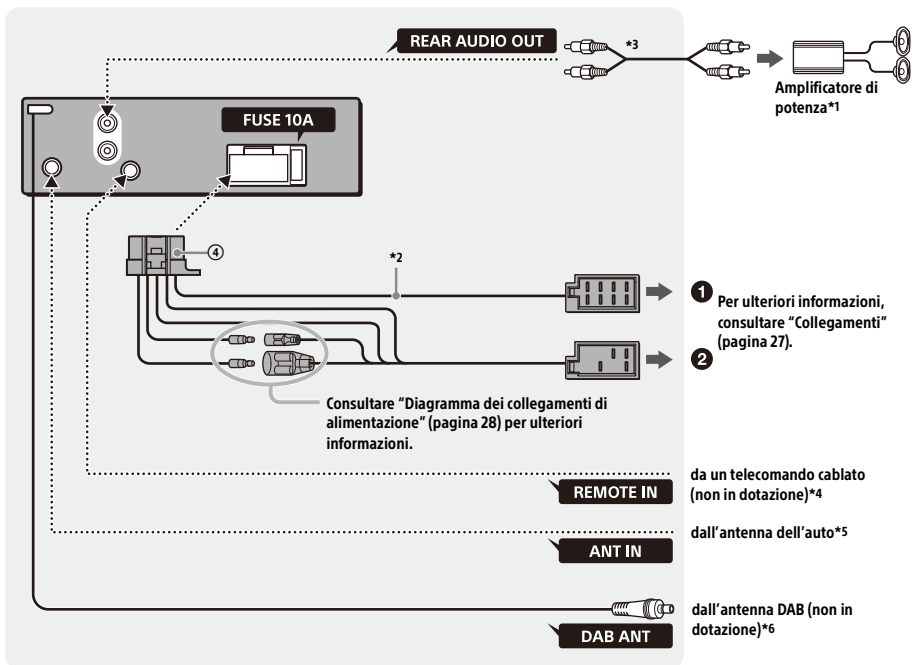 REAR AUDIO OUT
*3
Amplificatore di
potenza*1
FUSE 10A
④
*2
❶
Per ulteriori informazioni,
consultare “Collegamenti”
(pagina 27).
❷
Consultare “Diagramma dei collegamenti di
alimentazione” (pagina 28) per ulteriori
informazioni.
da un telecomando cablato
(non in dotazione)*4
REMOTE IN
dall’antenna dell’auto*5
ANT IN
dall’antenna DAB (non in
dotazione)*6
DAB ANT